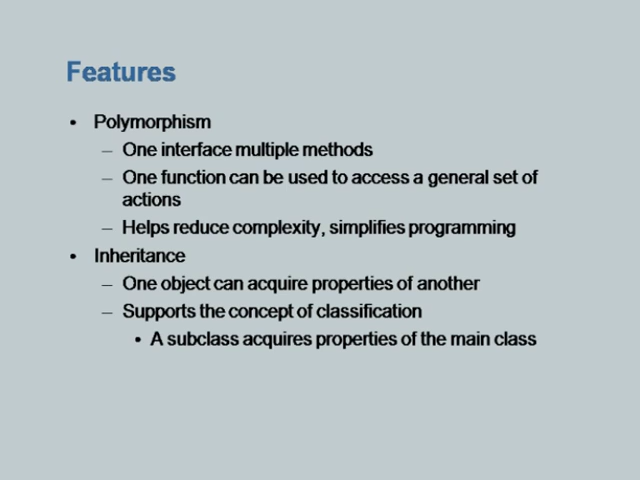 Features
• Polymorphism
– One interface multiple methods
– One function can be used to access a general set of
actions
– Helps reduce complexity, simplifies programming
• Inheritance
– One object can acquire properties of another
– Supports the concept of classification
• A subclass acquires properties of the main class